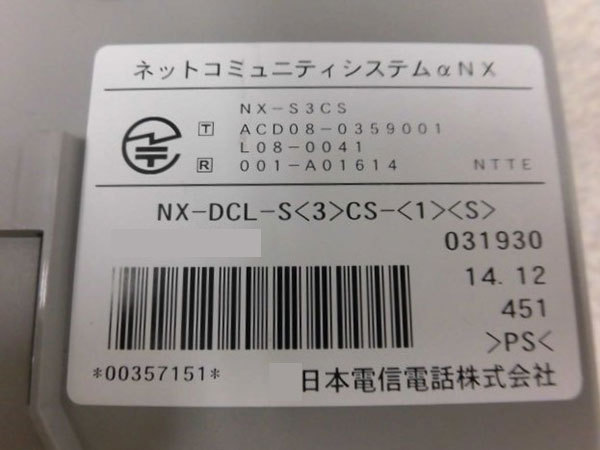 ネットコミュニティシステムαNX
NX-S3CS
T ACD08-0359001
L08-0041
R 001-A01614 NTTE
NX-DCL-S<3>CS-<1><S>
031930
14.12
451
>PS<
*00357151*
日本電信電話株式会社